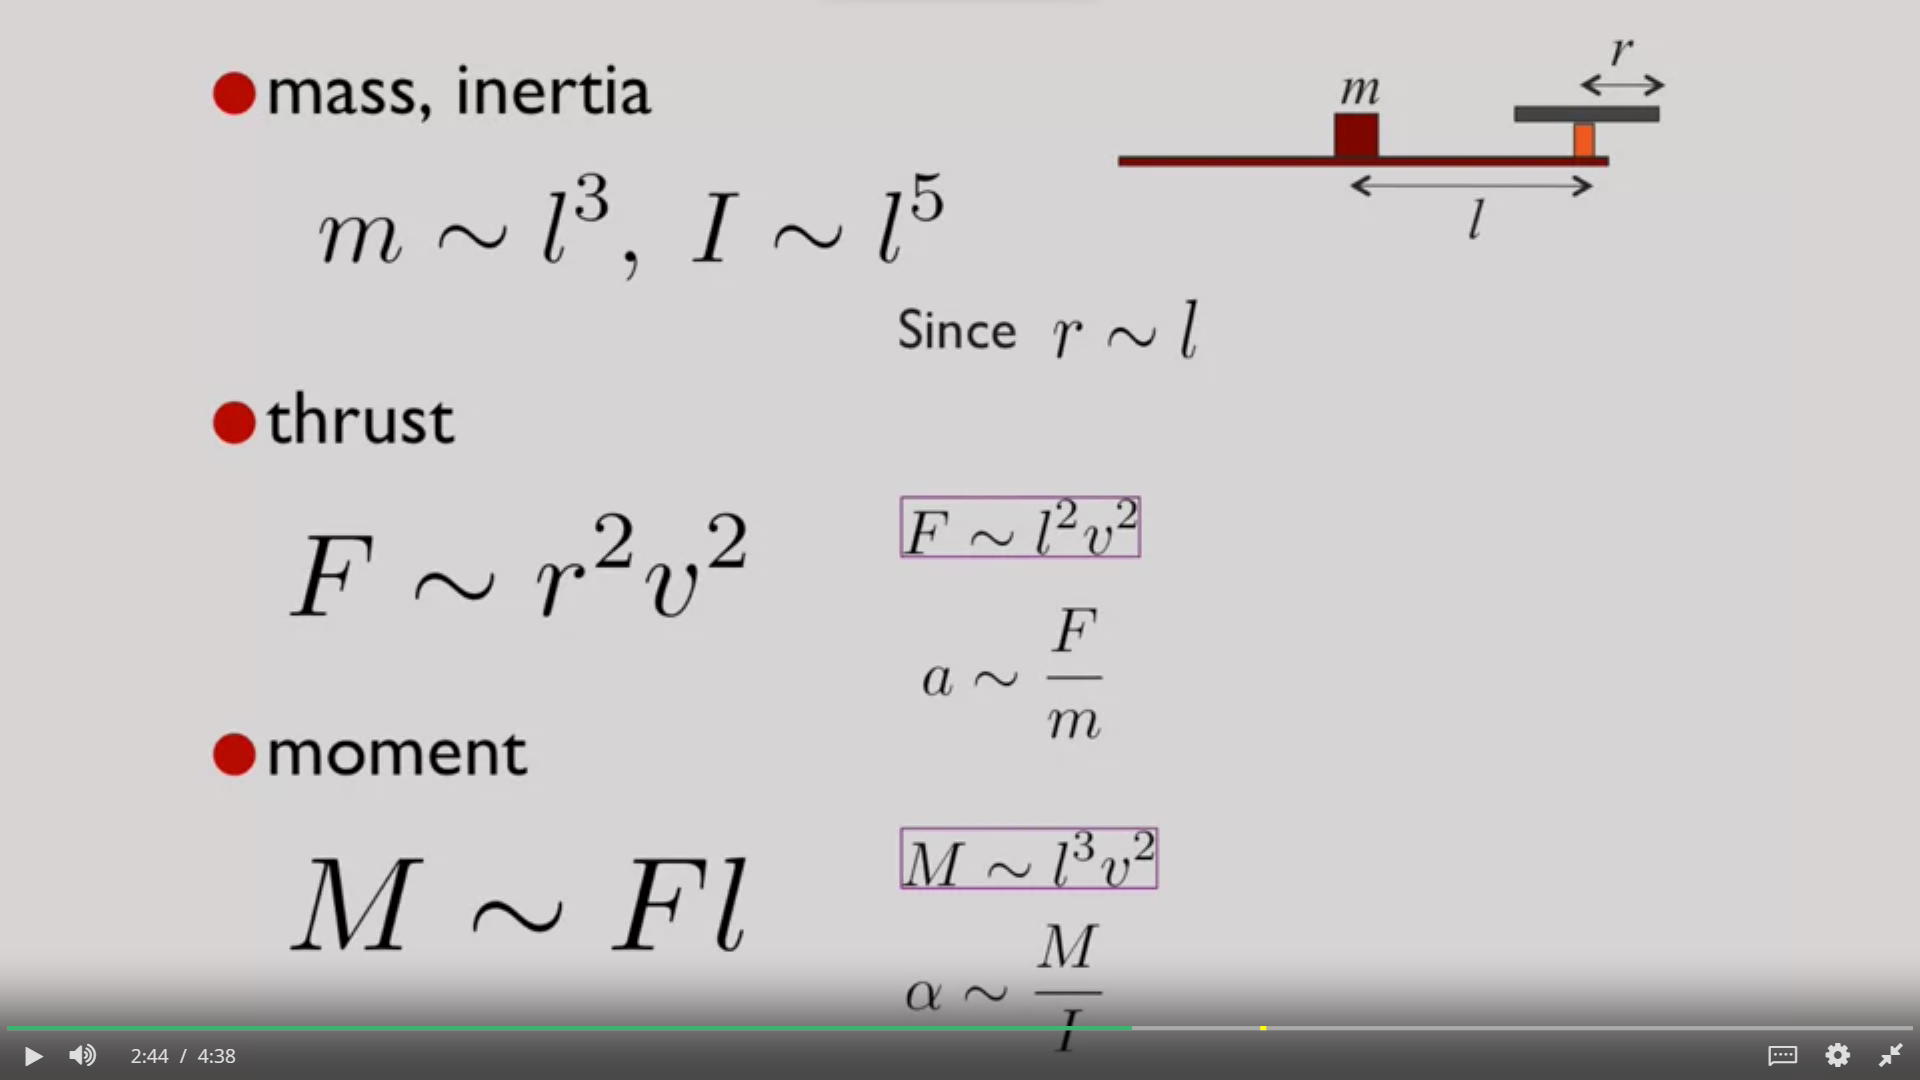 mass, inertia
m ∼ l³, I ∼ l⁵
m
r
l
Since r ∼ l
thrust
F ∼ r²v²
F ∼ l²v²
a ∼ F/m
moment
M ∼ Fl
M ∼ l³v²
α ∼ M/I
2:44 / 4:38